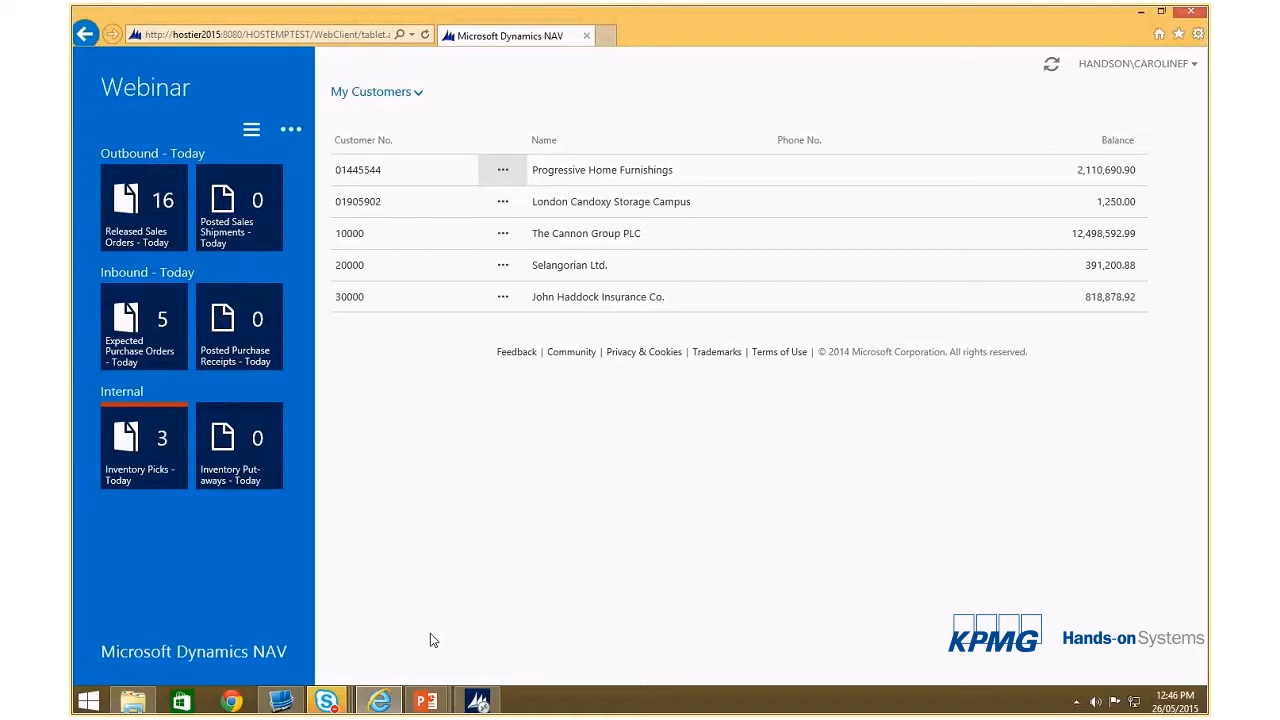 http://hostier2015:8080/HOSTEMPTEST/WebClient/tablet.a
Microsoft Dynamics NAV
HANDSON\CAROLINEF
Webinar
My Customers
Outbound - Today
16
Released Sales
Orders - Today
0
Posted Sales
Shipments -
Today
Inbound - Today
5
Expected
Purchase Orders
- Today
0
Posted Purchase
Receipts - Today
Internal
3
Inventory Picks -
Today
0
Inventory Put-
aways - Today
Microsoft Dynamics NAV
Customer No. Name Phone No. Balance
01445544 ... Progressive Home Furnishings 2,110,690.90
01905902 ... London Candoxy Storage Campus 1,250.00
10000 ... The Cannon Group PLC 12,498,592.99
20000 ... Selangorian Ltd. 391,200.88
30000 ... John Haddock Insurance Co. 818,878.92
Feedback | Community | Privacy & Cookies | Trademarks | Terms of Use | © 2014 Microsoft Corporation. All rights reserved.
KPMG Hands-on Systems
12:46 PM
26/05/2015